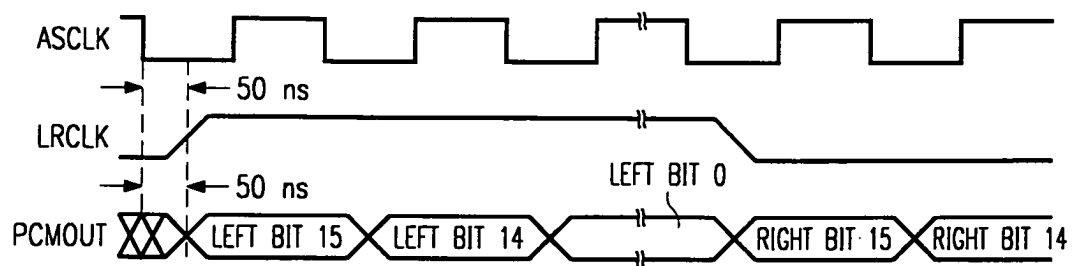 ASCLK
50 ns
LRCLK
50 ns
LEFT BIT 0
PCMOUT LEFT BIT 15 LEFT BIT 14 RIGHT BIT 15 RIGHT BIT 14